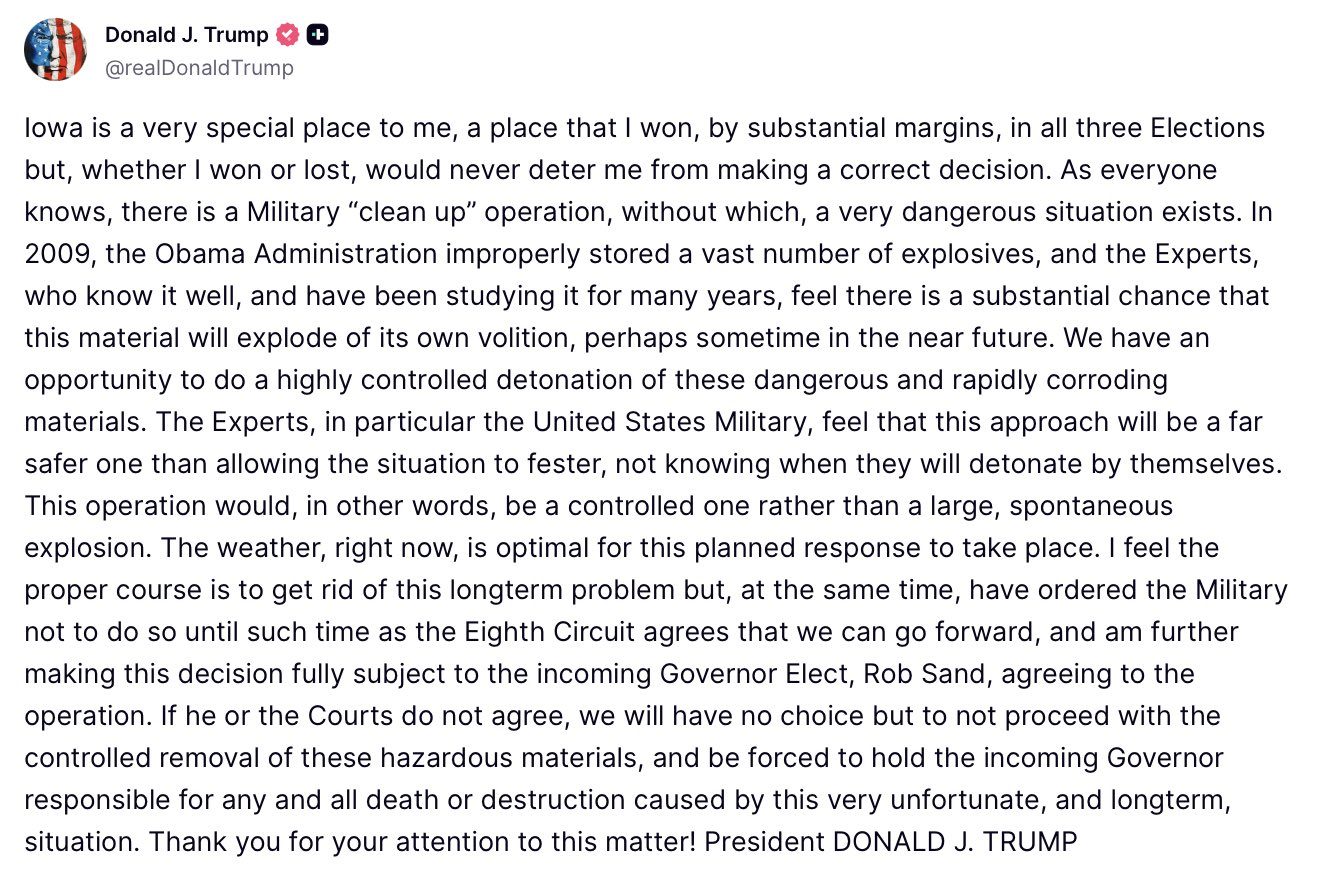 Donald J. Trump
@realDonaldTrump
Iowa is a very special place to me, a place that I won, by substantial margins, in all three Elections
but, whether I won or lost, would never deter me from making a correct decision. As everyone
knows, there is a Military “clean up” operation, without which, a very dangerous situation exists. In
2009, the Obama Administration improperly stored a vast number of explosives, and the Experts,
who know it well, and have been studying it for many years, feel there is a substantial chance that
this material will explode of its own volition, perhaps sometime in the near future. We have an
opportunity to do a highly controlled detonation of these dangerous and rapidly corroding
materials. The Experts, in particular the United States Military, feel that this approach will be a far
safer one than allowing the situation to fester, not knowing when they will detonate by themselves.
This operation would, in other words, be a controlled one rather than a large, spontaneous
explosion. The weather, right now, is optimal for this planned response to take place. I feel the
proper course is to get rid of this longterm problem but, at the same time, have ordered the Military
not to do so until such time as the Eighth Circuit agrees that we can go forward, and am further
making this decision fully subject to the incoming Governor Elect, Rob Sand, agreeing to the
operation. If he or the Courts do not agree, we will have no choice but to not proceed with the
controlled removal of these hazardous materials, and be forced to hold the incoming Governor
responsible for any and all death or destruction caused by this very unfortunate, and longterm,
situation. Thank you for your attention to this matter! President DONALD J. TRUMP